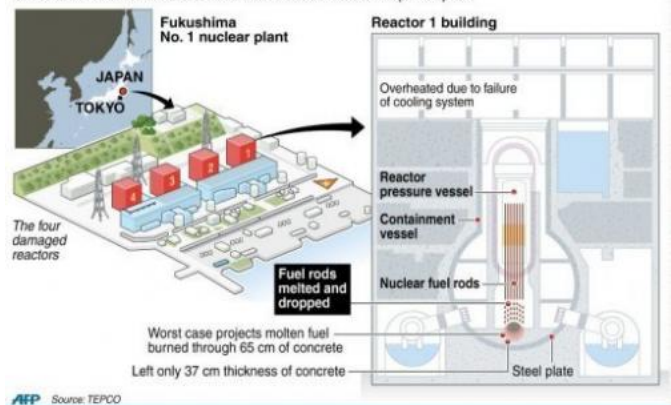 Fukushima
No. 1 nuclear plant
JAPAN
TOKYO
1
2
3
4
The four
damaged
reactors
Reactor 1 building
Overheated due to failure
of cooling system
Reactor
pressure vessel
Containment
vessel
Nuclear fuel rods
Fuel rods
melted and
dropped
Worst case projects molten fuel
burned through 65 cm of concrete
Left only 37 cm thickness of concrete
Steel plate
AFP Source: TEPCO